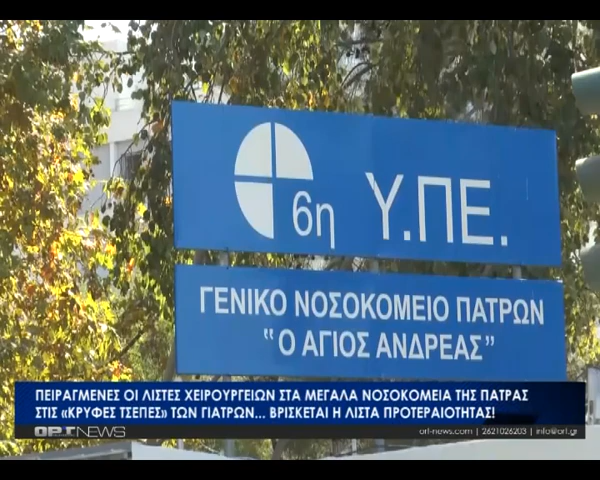 6η Υ.ΠΕ.
ΓΕΝΙΚΟ ΝΟΣΟΚΟΜΕΙΟ ΠΑΤΡΩΝ
"Ο ΑΓΙΟΣ ΑΝΔΡΕΑΣ"
ΠΕΙΡΑΓΜΕΝΕΣ ΟΙ ΛΙΣΤΕΣ ΧΕΙΡΟΥΡΓΕΙΩΝ ΣΤΑ ΜΕΓΑΛΑ ΝΟΣΟΚΟΜΕΙΑ ΤΗΣ ΠΑΤΡΑΣ
ΣΤΙΣ «ΚΡΥΦΕΣ ΤΣΕΠΕΣ» ΤΩΝ ΓΙΑΤΡΩΝ... ΒΡΙΣΚΕΤΑΙ Η ΛΙΣΤΑ ΠΡΟΤΕΡΑΙΟΤΗΤΑΣ!
ORT NEWS
ort-news.com | 2621026203 | info@ort.gr